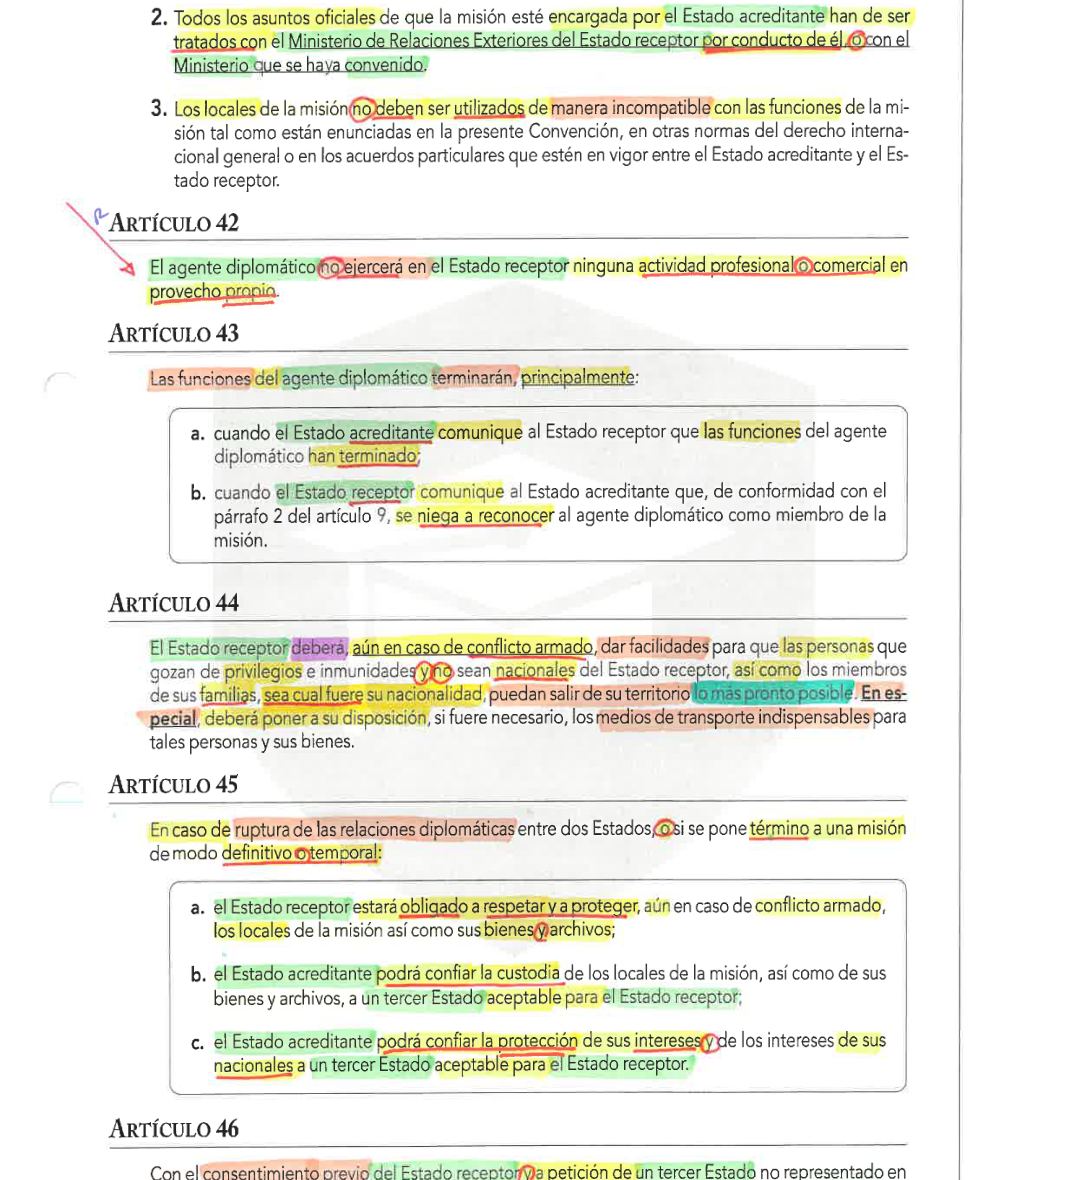 2. Todos los asuntos oficiales de que la misión esté encargada por el Estado acreditante han de ser
tratados con el Ministerio de Relaciones Exteriores del Estado receptor por conducto de él, o con el
Ministerio que se haya convenido.
3. Los locales de la misión no deben ser utilizados de manera incompatible con las funciones de la mi-
sión tal como están enunciadas en la presente Convención, en otras normas del derecho interna-
cional general o en los acuerdos particulares que estén en vigor entre el Estado acreditante y el Es-
tado receptor.
ARTÍCULO 42
El agente diplomático no ejercerá en el Estado receptor ninguna actividad profesional o comercial en
provecho propio.
ARTÍCULO 43
Las funciones del agente diplomático terminarán, principalmente:
a. cuando el Estado acreditante comunique al Estado receptor que las funciones del agente
diplomático han terminado;
b. cuando el Estado receptor comunique al Estado acreditante que, de conformidad con el
párrafo 2 del artículo 9, se niega a reconocer al agente diplomático como miembro de la
misión.
ARTÍCULO 44
El Estado receptor deberá, aún en caso de conflicto armado, dar facilidades para que las personas que
gozan de privilegios e inmunidades y no sean nacionales del Estado receptor, así como los miembros
de sus familias, sea cual fuere su nacionalidad, puedan salir de su territorio lo más pronto posible. En es-
pecial, deberá poner a su disposición, si fuere necesario, los medios de transporte indispensables para
tales personas y sus bienes.
ARTÍCULO 45
En caso de ruptura de las relaciones diplomáticas entre dos Estados, o si se pone término a una misión
de modo definitivo o temporal:
a. el Estado receptor estará obligado a respetar y a proteger, aún en caso de conflicto armado,
los locales de la misión así como sus bienes y archivos;
b. el Estado acreditante podrá confiar la custodia de los locales de la misión, así como de sus
bienes y archivos, a un tercer Estado aceptable para el Estado receptor;
c. el Estado acreditante podrá confiar la protección de sus intereses y de los intereses de sus
nacionales a un tercer Estado aceptable para el Estado receptor.
ARTÍCULO 46
Con el consentimiento previo del Estado receptor y a petición de un tercer Estado no representado en